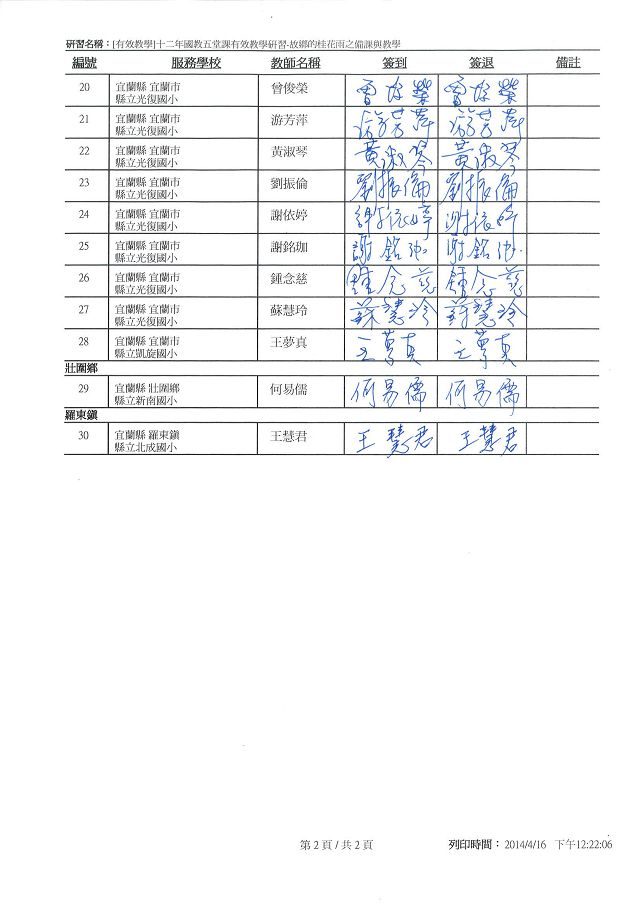 研習名稱：[有效教學]十二年國教五堂課有效教學研習-故鄉的桂花雨之備課與教學
編號 服務學校 教師名稱 簽到 簽退 備註
20 宜蘭縣 宜蘭市 曾俊榮 曾俊榮 曾俊榮
縣立光復國小
21 宜蘭縣 宜蘭市 游芳萍 游芳萍 游芳萍
縣立光復國小
22 宜蘭縣 宜蘭市 黃淑琴 黃淑琴 黃淑琴
縣立光復國小
23 宜蘭縣 宜蘭市 劉振倫 劉振倫 劉振倫
縣立光復國小
24 宜蘭縣 宜蘭市 謝依婷 謝依婷 謝依婷
縣立光復國小
25 宜蘭縣 宜蘭市 謝銘珈 謝銘珈 謝銘珈
縣立光復國小
26 宜蘭縣 宜蘭市 鍾念慈 鍾念慈 鍾念慈
縣立光復國小
27 宜蘭縣 宜蘭市 蘇慧玲 蘇慧玲 蘇慧玲
縣立光復國小
28 宜蘭縣 宜蘭市 王夢真 王夢真 王夢真
縣立凱旋國小
壯圍鄉
29 宜蘭縣 壯圍鄉 何易儒 何易儒 何易儒
縣立新南國小
羅東鎮
30 宜蘭縣 羅東鎮 王慧君 王慧君 王慧君
縣立北成國小
第 2 頁 / 共 2 頁 列印時間： 2014/4/16 下午12:22:06